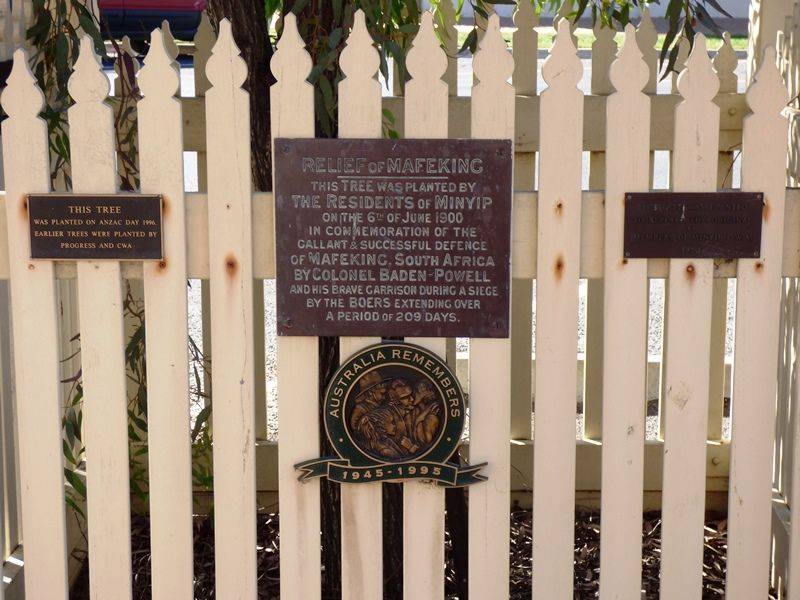 THIS TREE
WAS PLANTED ON ANZAC DAY 1996
EARLIER TREES WERE PLANTED BY
PROGRESS AND CWA
RELIEF OF MAFEKING
THIS TREE WAS PLANTED BY
THE RESIDENTS OF MINYIP
ON THE 6TH OF JUNE 1900
IN COMMEMORATION OF THE
GALLANT & SUCCESSFUL DEFENCE
OF MAFEKING, SOUTH AFRICA
BY COLONEL BADEN-POWELL
AND HIS BRAVE GARRISON DURING A SIEGE
BY THE BOERS EXTENDING OVER
A PERIOD OF 209 DAYS.
AUSTRALIA REMEMBERS
1945-1995